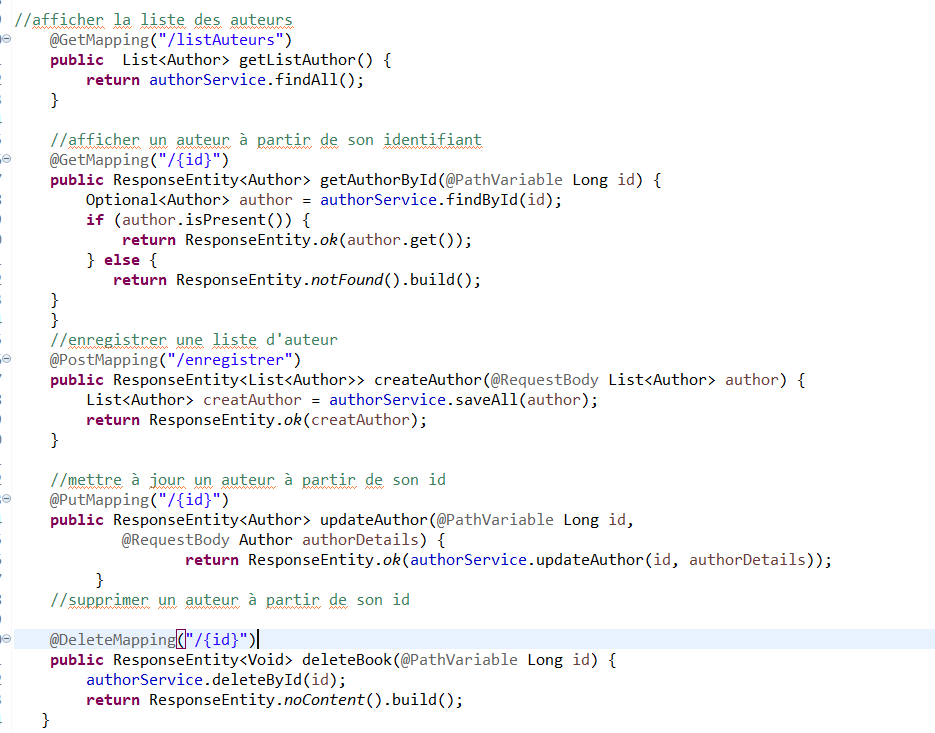 //afficher la liste des auteurs
@GetMapping("/listAuteurs")
public  List<Author> getListAuthor() {
return authorService.findAll();
}
//afficher un auteur à partir de son identifiant
@GetMapping("/{id}")
public ResponseEntity<Author> getAuthorById(@PathVariable Long id) {
Optional<Author> author = authorService.findById(id);
if (author.isPresent()) {
return ResponseEntity.ok(author.get());
} else {
return ResponseEntity.notFound().build();
}
}
//enregistrer une liste d'auteur
@PostMapping("/enregistrer")
public ResponseEntity<List<Author>> createAuthor(@RequestBody List<Author> author) {
List<Author> creatAuthor = authorService.saveAll(author);
return ResponseEntity.ok(creatAuthor);
}
//mettre à jour un auteur à partir de son id
@PutMapping("/{id}")
public ResponseEntity<Author> updateAuthor(@PathVariable Long id,
@RequestBody Author authorDetails) {
return ResponseEntity.ok(authorService.updateAuthor(id, authorDetails));
}
//supprimer un auteur à partir de son id
@DeleteMapping("/{id}")
public ResponseEntity<Void> deleteBook(@PathVariable Long id) {
authorService.deleteById(id);
return ResponseEntity.noContent().build();
}